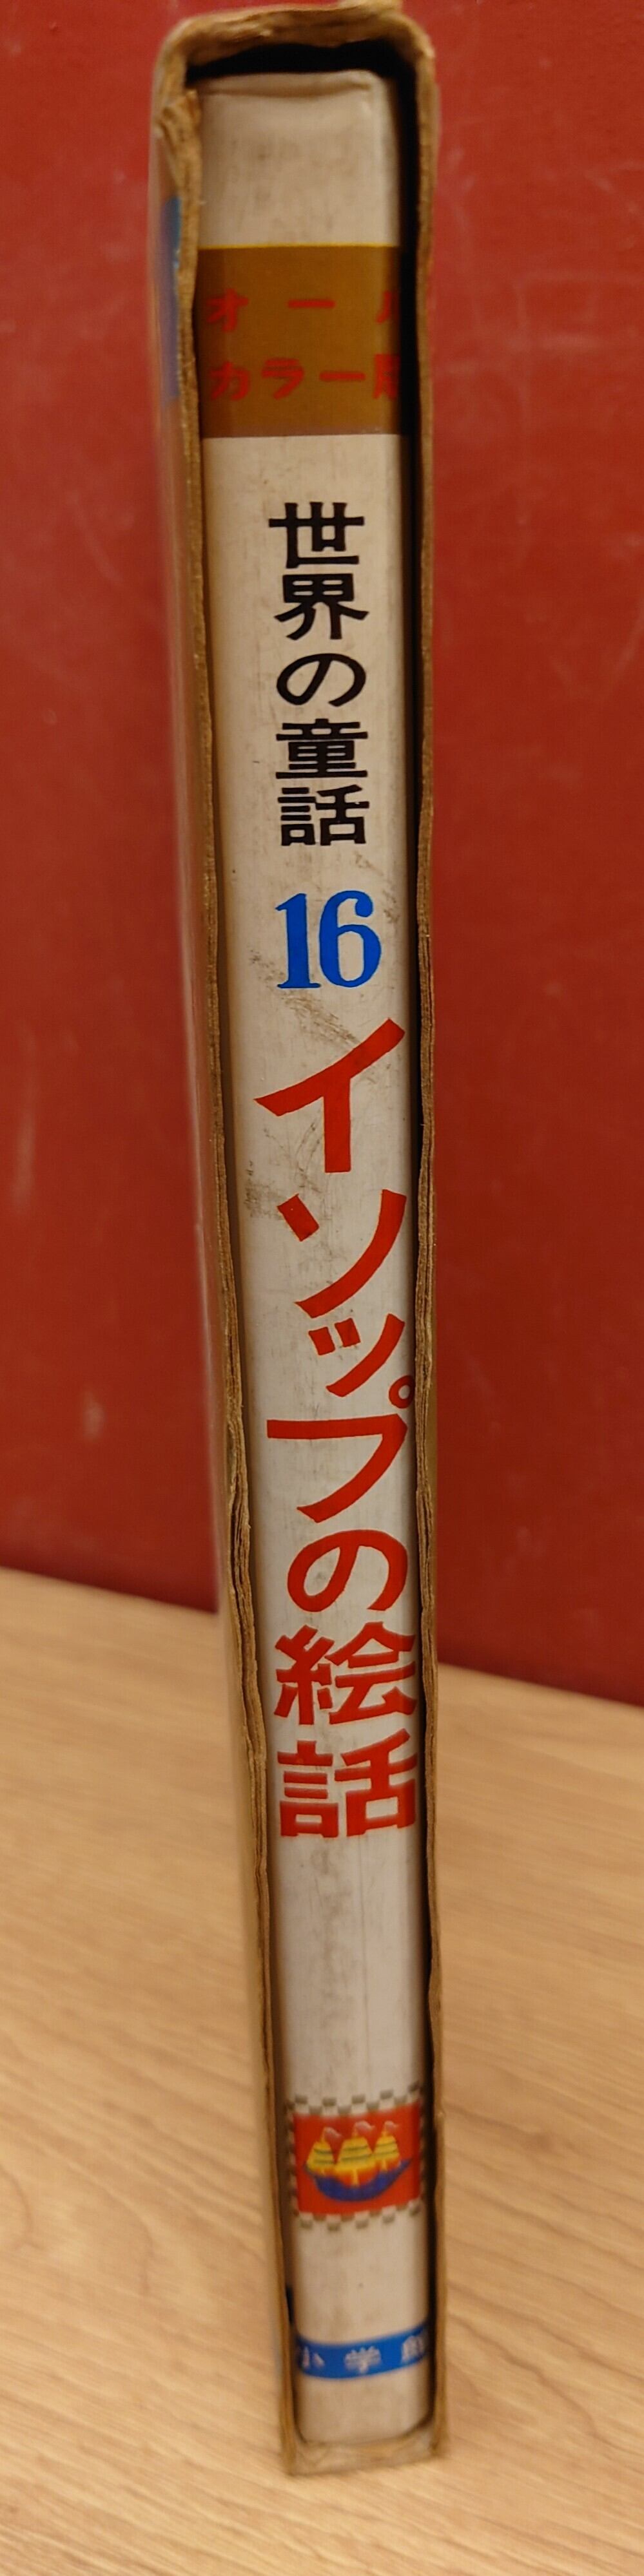 オール
カラー版
世界の童話
16
イソップの絵話
小学館